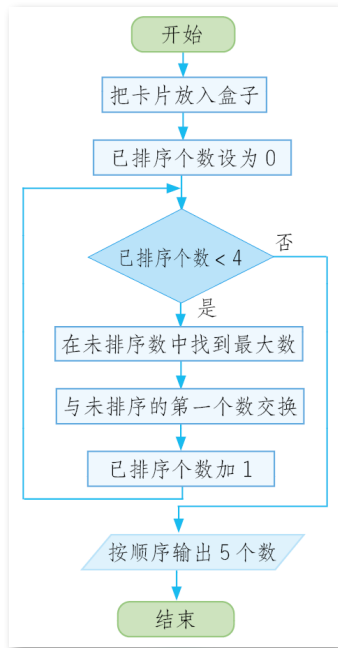 开始
把卡片放入盒子
已排序个数设为0
已排序个数<4
否
是
在未排序数中找到最大数
与未排序的第一个数交换
已排序个数加1
按顺序输出5个数
结束